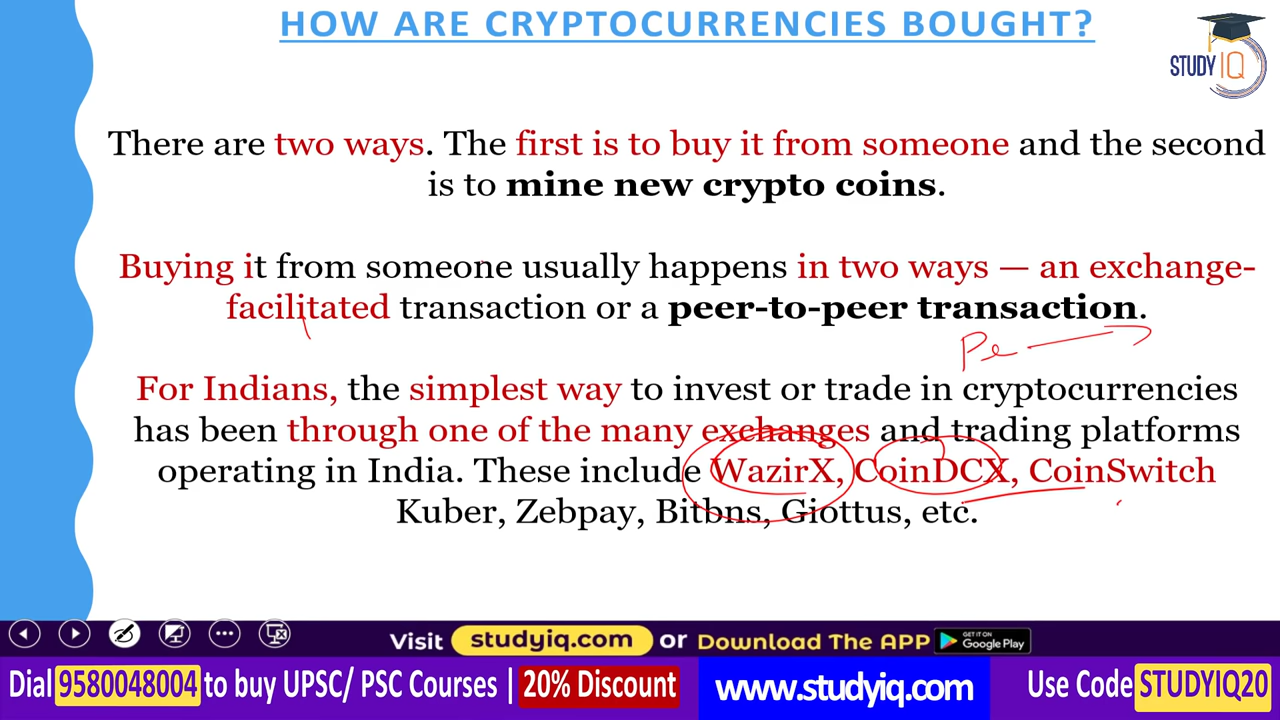 HOW ARE CRYPTOCURRENCIES BOUGHT?
STUDY IQ
There are two ways. The first is to buy it from someone and the second
is to mine new crypto coins.
Buying it from someone usually happens in two ways — an exchange-
facilitated transaction or a peer-to-peer transaction.
Pe
For Indians, the simplest way to invest or trade in cryptocurrencies
has been through one of the many exchanges and trading platforms
operating in India. These include WazirX, CoinDCX, CoinSwitch
Kuber, Zebpay, Bitbns, Giottus, etc.
Visit studyiq.com or Download The APP GET IT ON Google Play
Dial 9580048004 to buy UPSC/ PSC Courses | 20% Discount www.studyiq.com Use Code STUDYIQ20